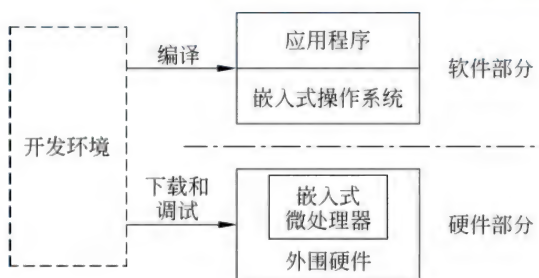 应用程序
编译
软件部分
嵌入式操作系统
开发环境
下载和
调试
嵌入式
微处理器
硬件部分
外围硬件